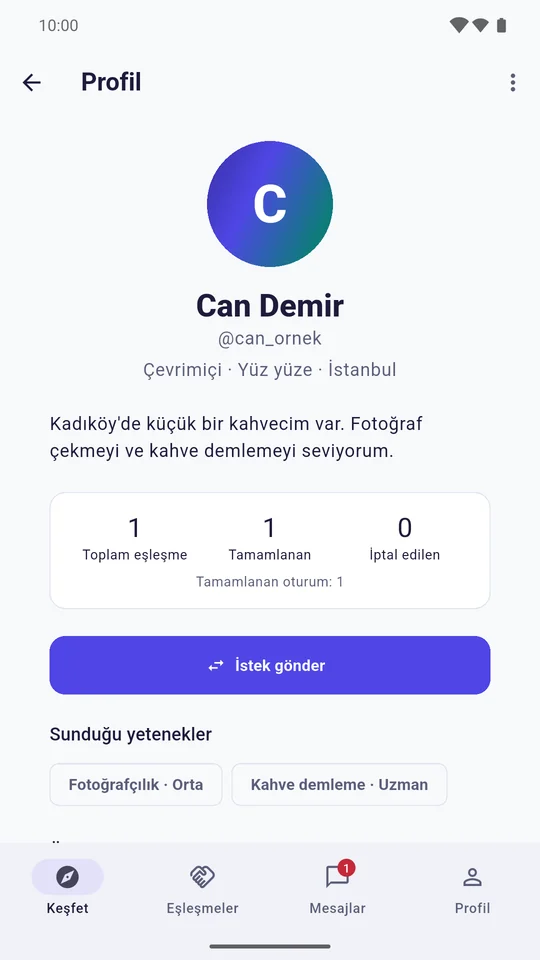 10:00
Profil
C
Can Demir
@can_ornek
Çevrimiçi · Yüz yüze · İstanbul
Kadıköy'de küçük bir kahvecim var. Fotoğraf
çekmeyi ve kahve demlemeyi seviyorum.
1 1 0
Toplam eşleşme Tamamlanan İptal edilen
Tamamlanan oturum: 1
İstek gönder
Sunduğu yetenekler
Fotoğrafçılık · Orta Kahve demleme · Uzman
1
Keşfet Eşleşmeler Mesajlar Profil